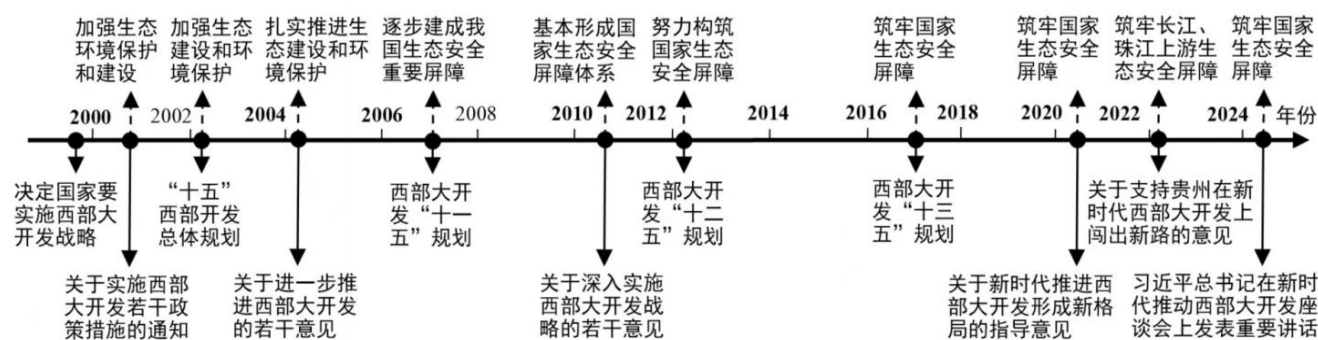 加强生态
环境保护
和建设
加强生态
建设和环
境保护
扎实推进生
态建设和环
境保护
逐步建成我
国生态安全
重要屏障
基本形成国
家生态安全
屏障体系
努力构筑
国家生态
安全屏障
筑牢国家
生态安全
屏障
筑牢国家
生态安全
屏障
筑牢长江、
珠江上游生
态安全屏障
筑牢国家
生态安全
屏障
2000
2002
2004
2006
2008
2010
2012
2014
2016
2018
2020
2022
2024
年份
决定国家要
实施西部大
开发战略
“十五”
西部开发
总体规划
西部大开
发“十一
五”规划
西部大开
发“十二
五”规划
西部大开
发“十三
五”规划
关于支持贵州在新
时代西部大开发上
闯出新路的意见
关于实施西部
大开发若干政
策措施的通知
关于进一步推
进西部大开发
的若干意见
关于深入实施
西部大开发战
略的若干意见
关于新时代推进西
部大开发形成新格
局的指导意见
习近平总书记在新时
代推动西部大开发座
谈会上发表重要讲话